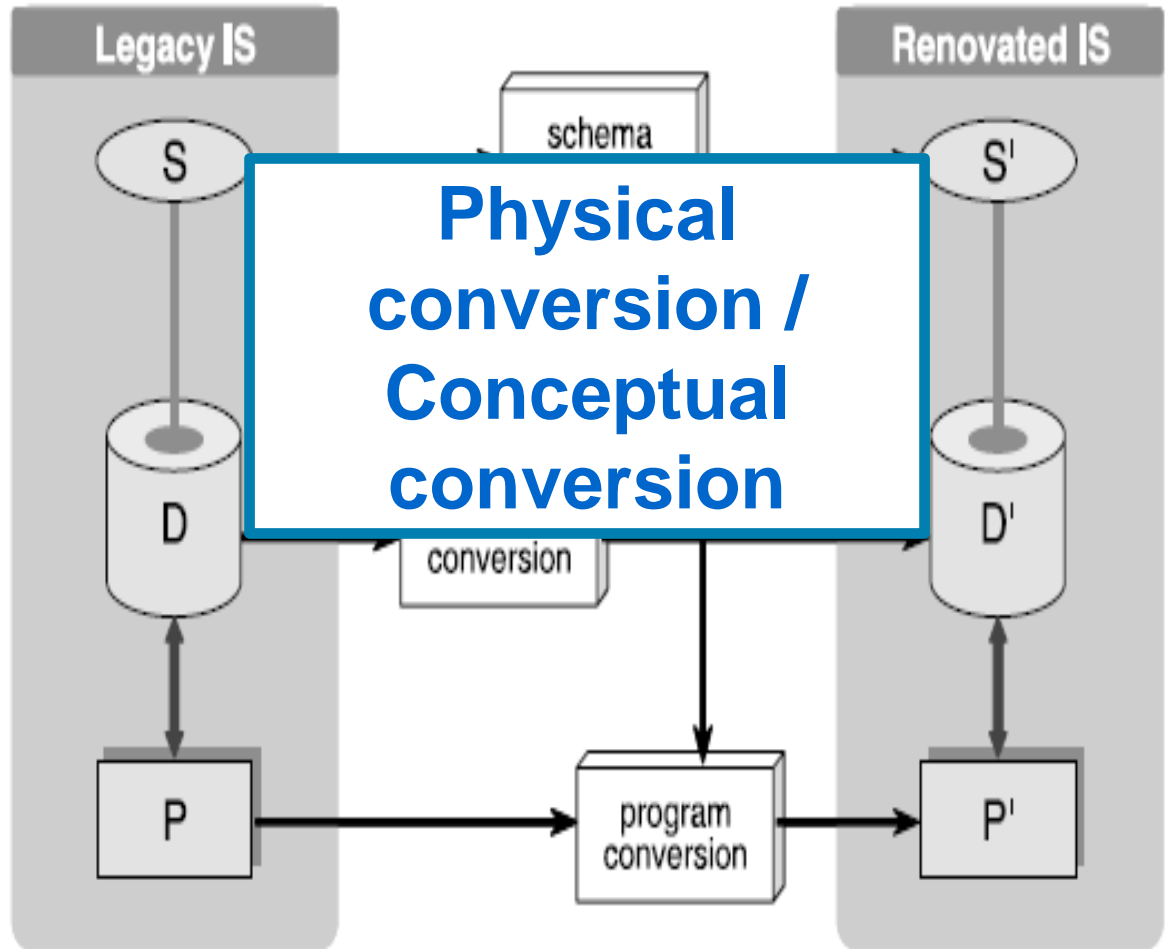 Legacy IS
Renovated IS
schema
S
S'
Physical
conversion /
Conceptual
conversion
D
D'
conversion
P
program
conversion
P'